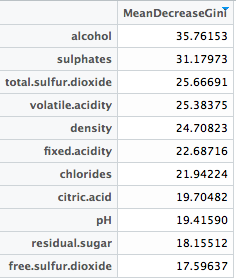 MeanDecreaseGini
alcohol 35.76153
sulphates 31.17973
total.sulfur.dioxide 25.66691
volatile.acidity 25.38375
density 24.70823
fixed.acidity 22.68716
chlorides 21.94224
citric.acid 19.70482
pH 19.41590
residual.sugar 18.15512
free.sulfur.dioxide 17.59637